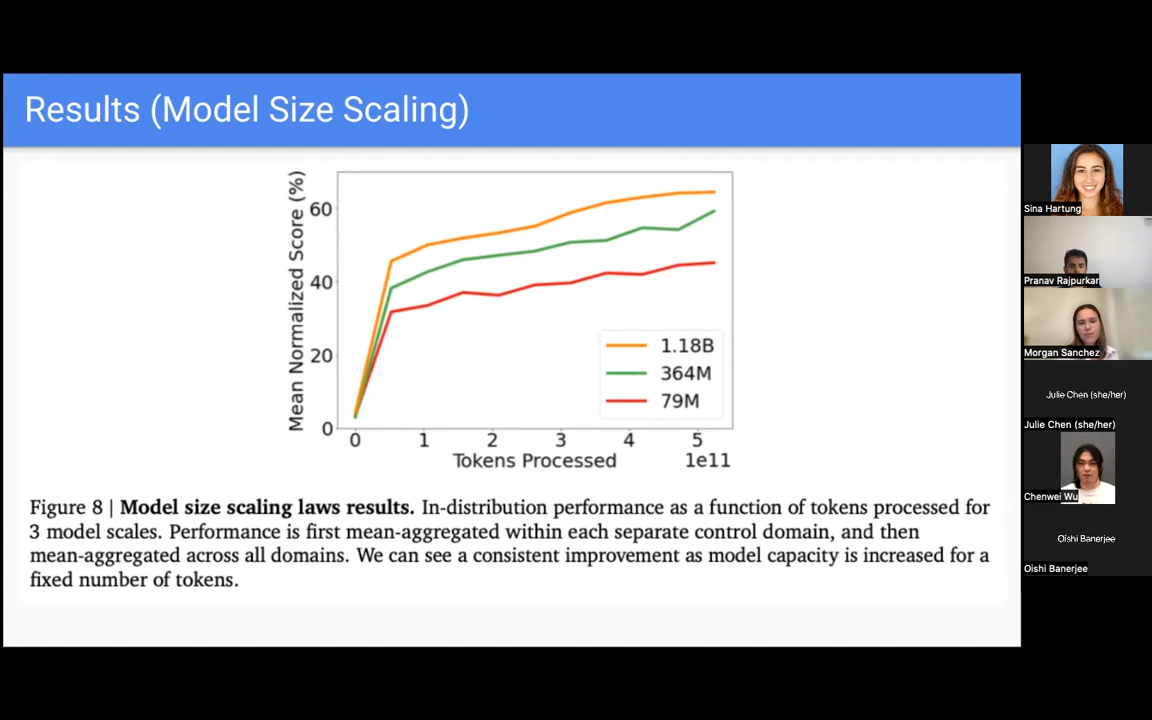 Results (Model Size Scaling)
Mean Normalized Score (%)
60
40
20
0
1.18B
364M
79M
0 1 2 3 4 5
Tokens Processed 1e11
Figure 8 | Model size scaling laws results. In-distribution performance as a function of tokens processed for
3 model scales. Performance is first mean-aggregated within each separate control domain, and then
mean-aggregated across all domains. We can see a consistent improvement as model capacity is increased for a
fixed number of tokens.
Sina Hartung
Pranav Rajpurkar
Morgan Sanchez
Julie Chen (she/her)
Julie Chen (she/her)
Chenwei Wu
Oishi Banerjee
Oishi Banerjee